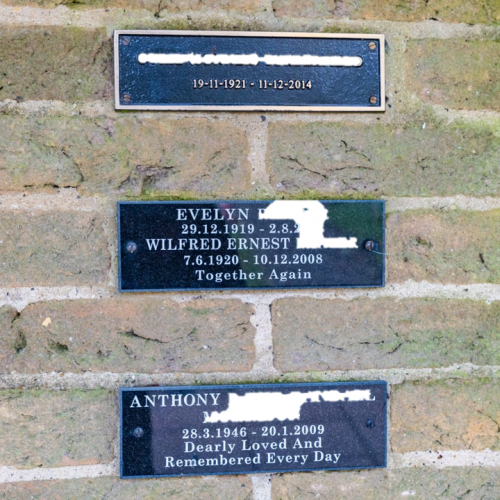 19-11-1921 - 11-12-2014
EVELYN
29.12.1919 - 2.8.2
WILFRED ERNEST
7.6.1920 - 10.12.2008
Together Again
ANTHONY
28.3.1946 - 20.1.2009
Dearly Loved And
Remembered Every Day